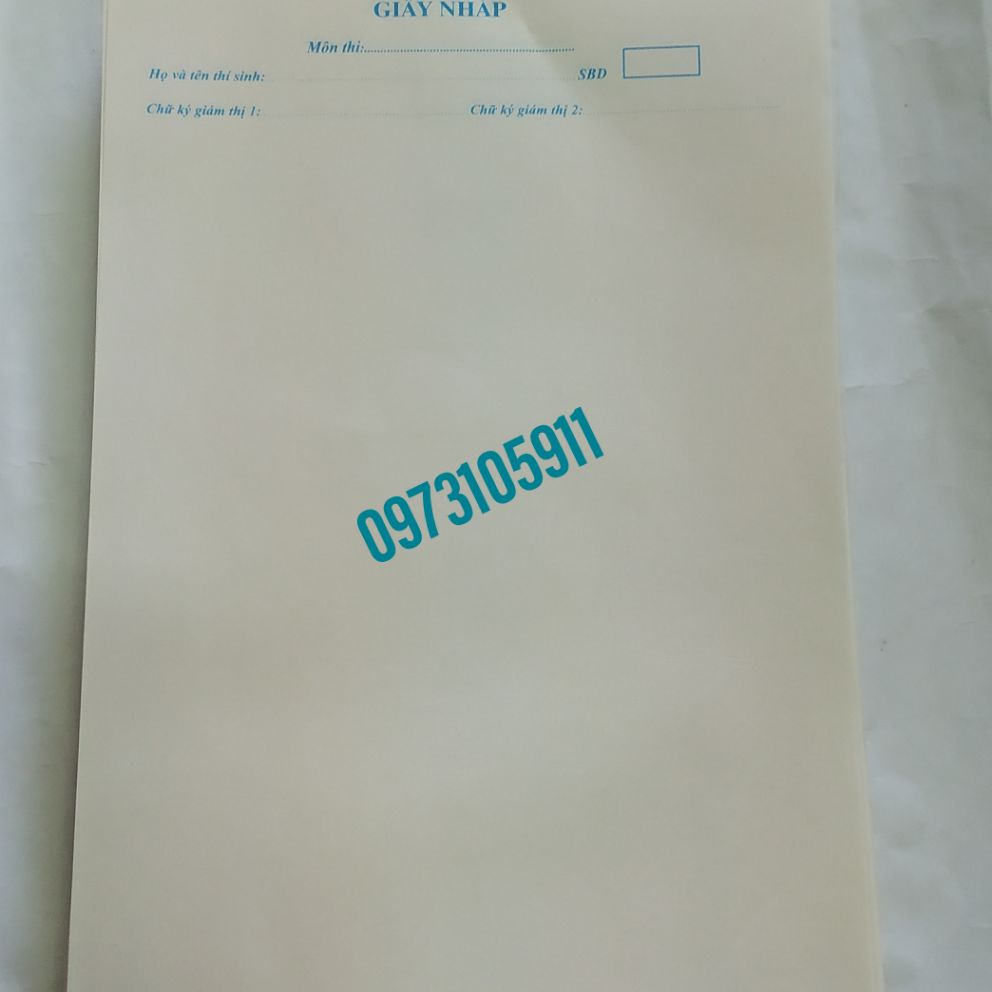 GIẤY NHÁP
Môn thi:
Họ và tên thí sinh: SBD
Chữ ký giám thị 1: Chữ ký giám thị 2:
0973105911